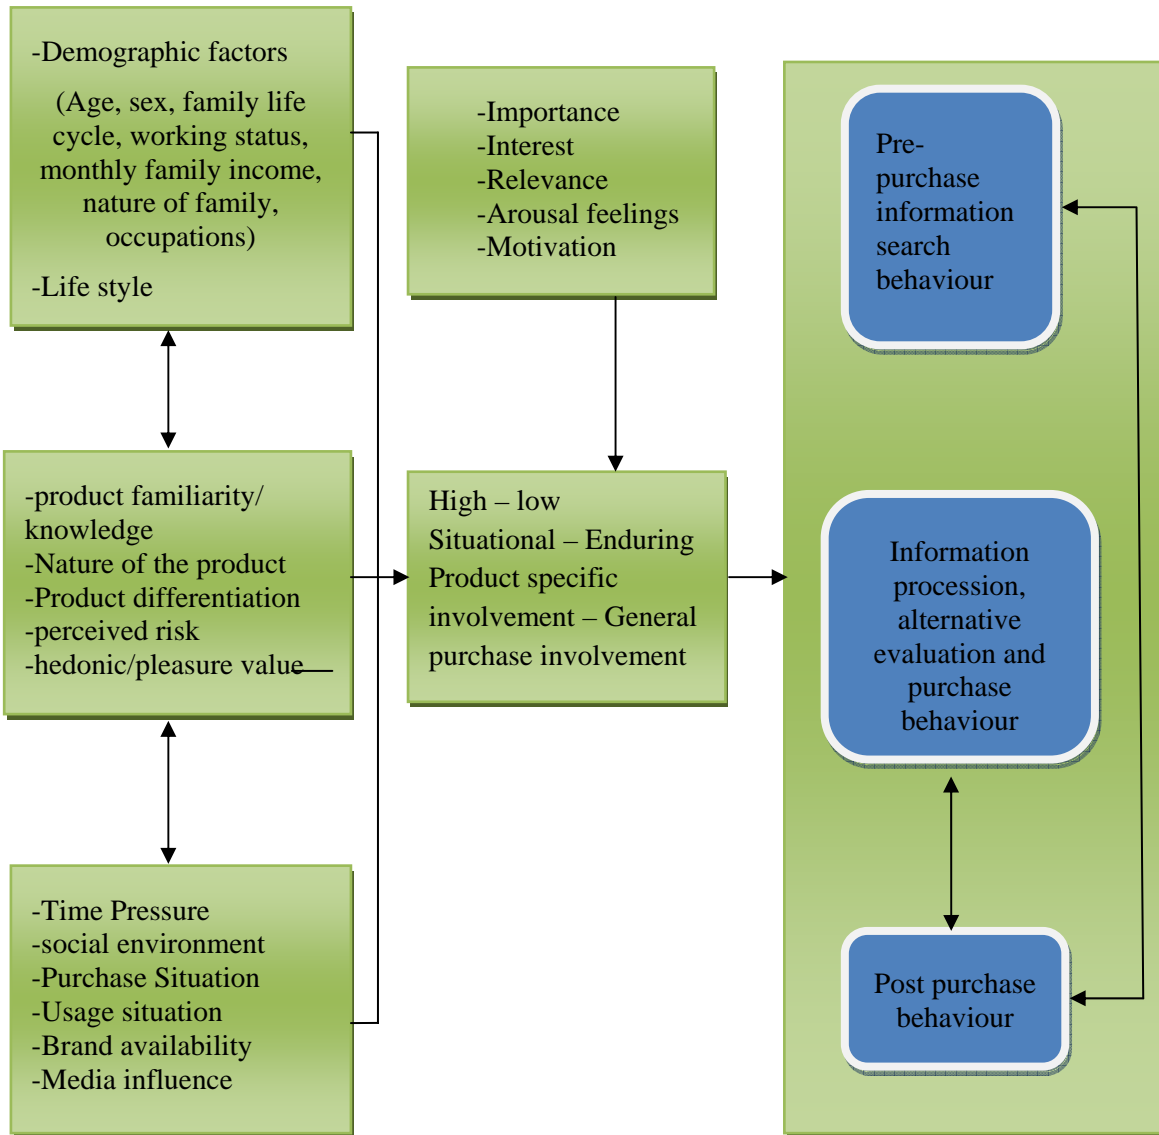 -Demographic factors
(Age, sex, family life
cycle, working status,
monthly family income,
nature of family,
occupations)
-Life style
-Importance
-Interest
-Relevance
-Arousal feelings
-Motivation
Pre-
purchase
information
search
behaviour
-product familiarity/
knowledge
-Nature of the product
-Product differentiation
-perceived risk
-hedonic/pleasure value
High – low
Situational – Enduring
Product specific
involvement – General
purchase involvement
Information
procession,
alternative
evaluation and
purchase
behaviour
-Time Pressure
-social environment
-Purchase Situation
-Usage situation
-Brand availability
-Media influence
Post purchase
behaviour